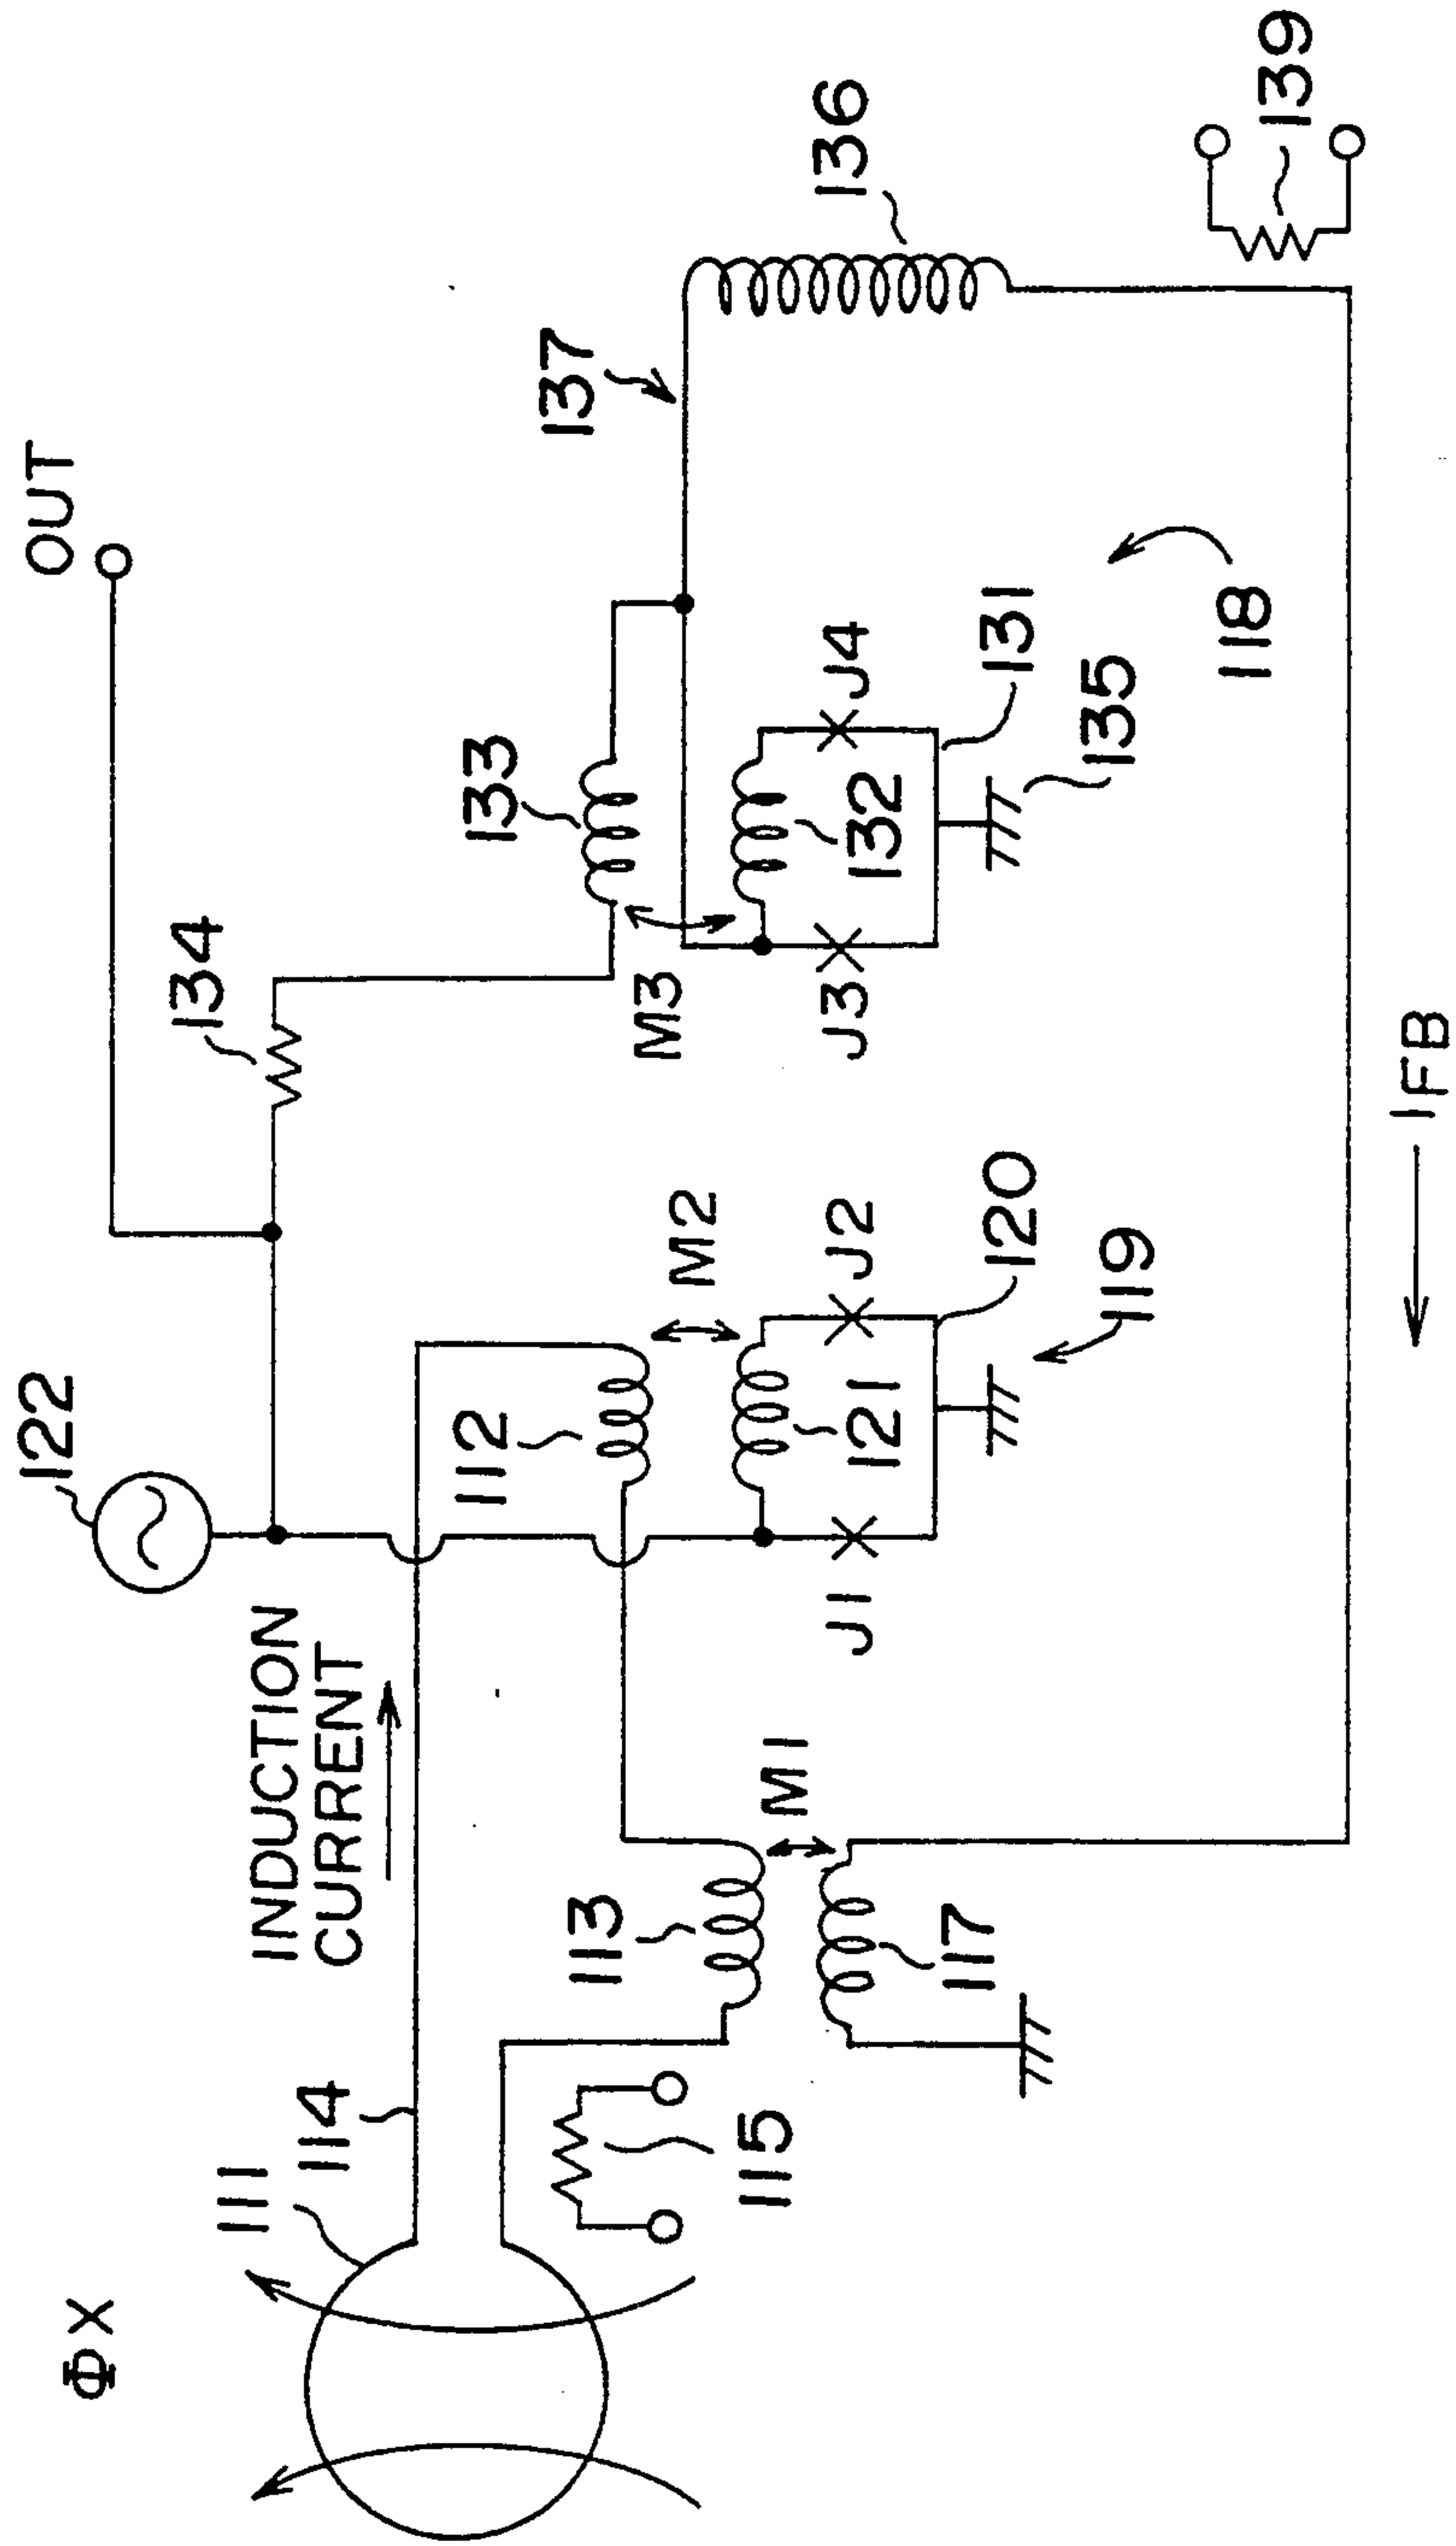 ΦX
111
114
115
INDUCTION
CURRENT
113
M1
117
122
112
M2
121
J1
J2
120
119
OUT
134
133
M3
132
J3
J4
131
135
118
137
136
139
IFB